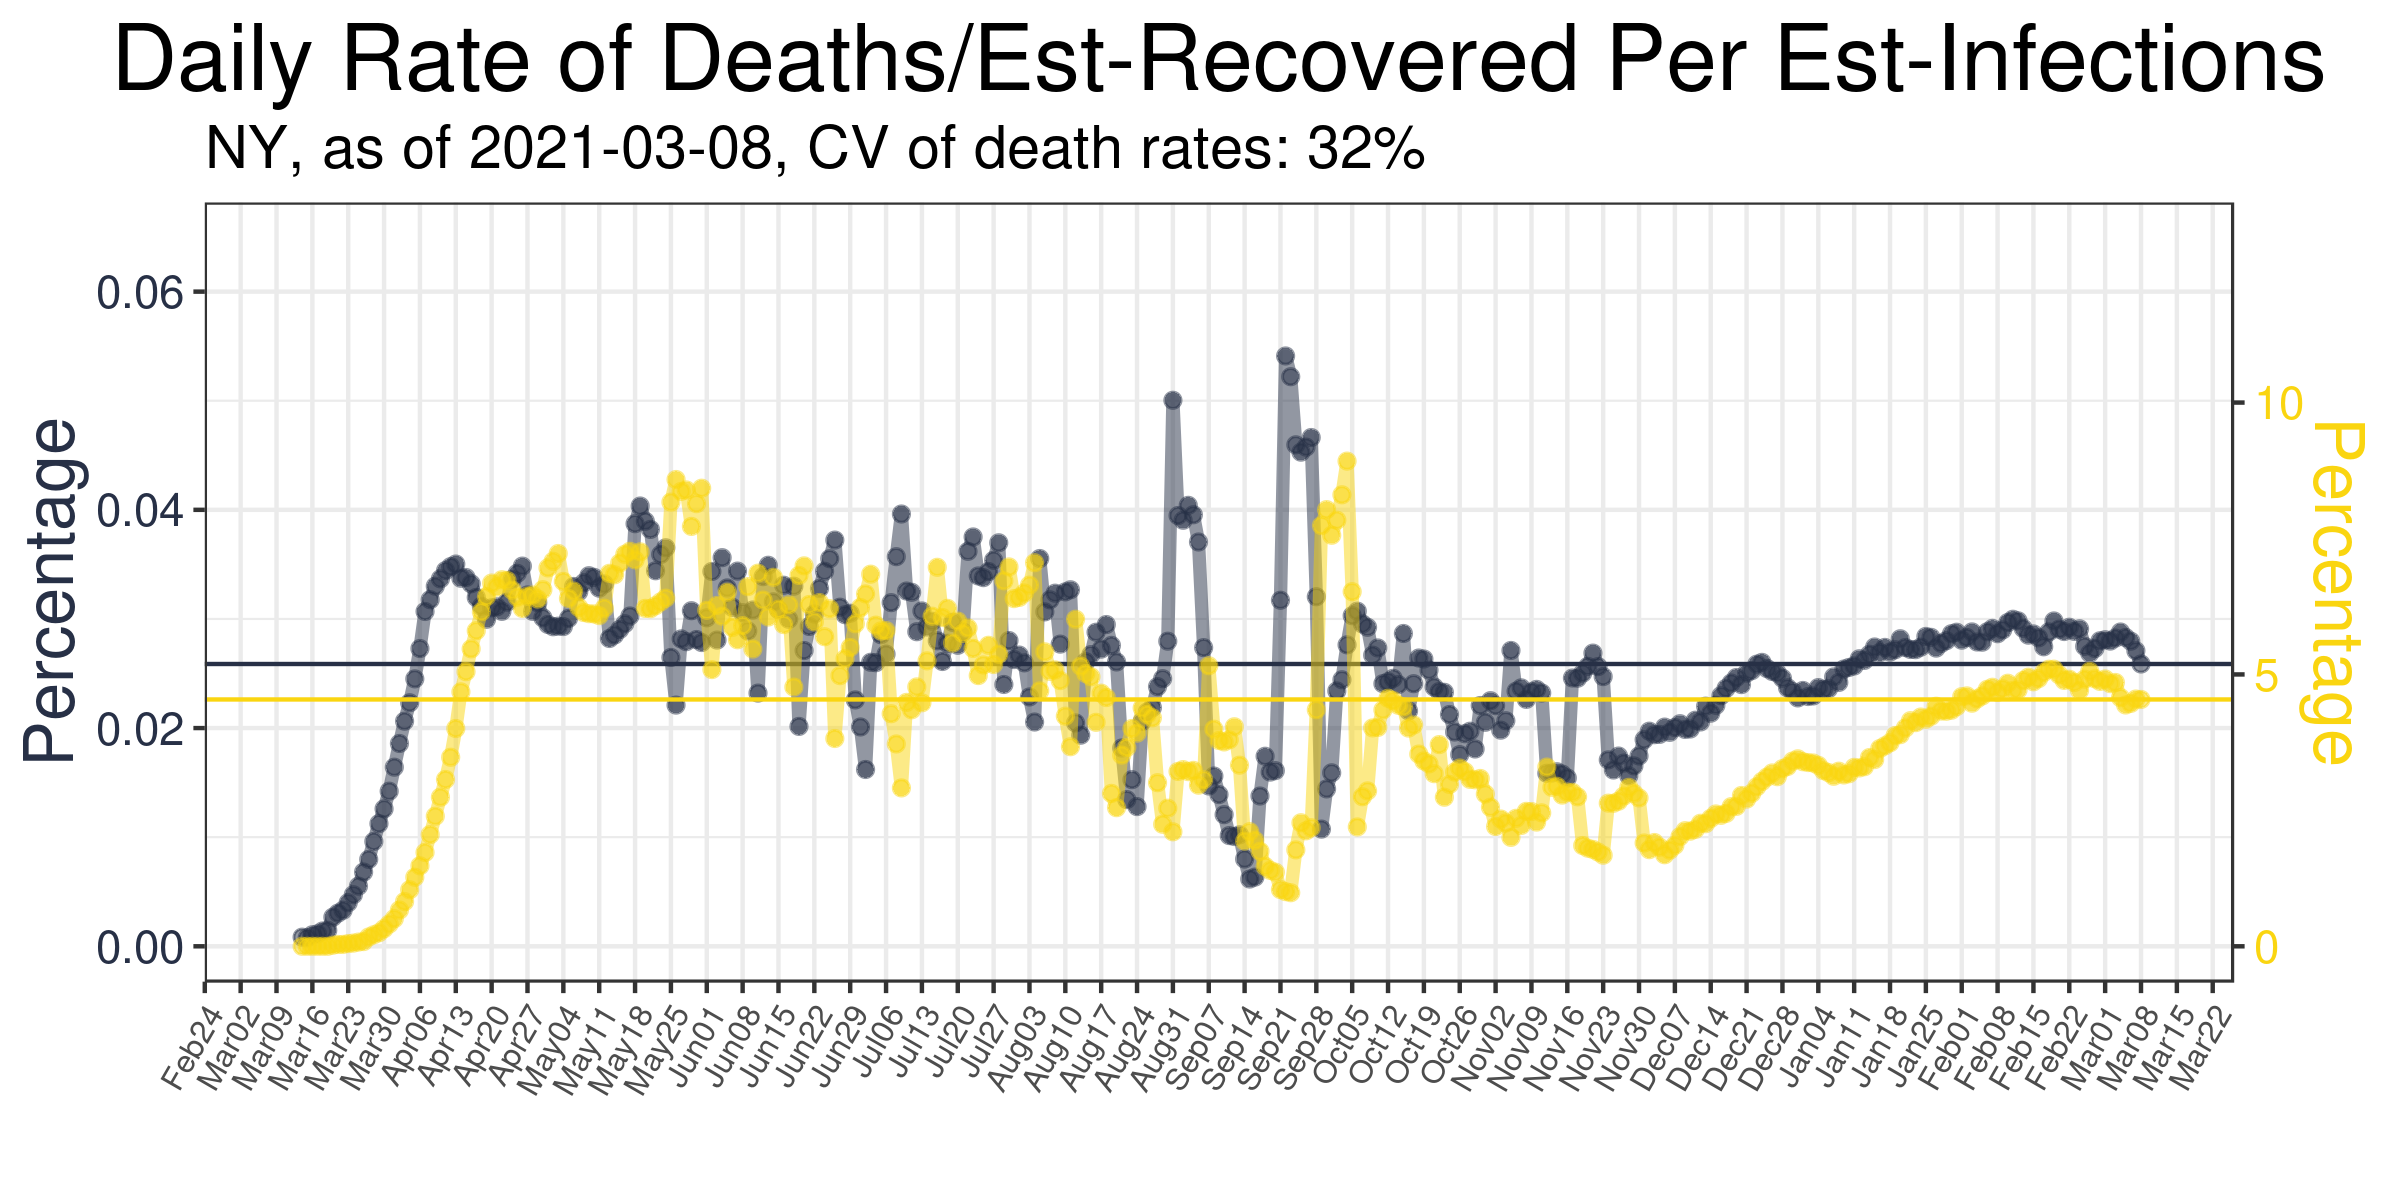 Daily Rate of Deaths/Est-Recovered Per Est-Infections
NY, as of 2021-03-08, CV of death rates: 32%
Percentage
0.06
0.04
0.02
0.00
10
5
0
Percentage
Feb24
Mar02
Mar09
Mar16
Mar23
Mar30
Apr06
Apr13
Apr20
Apr27
May04
May11
May18
May25
Jun01
Jun08
Jun15
Jun22
Jun29
Jul06
Jul13
Jul20
Jul27
Aug03
Aug10
Aug17
Aug24
Aug31
Sep07
Sep14
Sep21
Sep28
Oct05
Oct12
Oct19
Oct26
Nov02
Nov09
Nov16
Nov23
Nov30
Dec07
Dec14
Dec21
Dec28
Jan04
Jan11
Jan18
Jan25
Feb01
Feb08
Feb15
Feb22
Mar01
Mar08
Mar15
Mar22